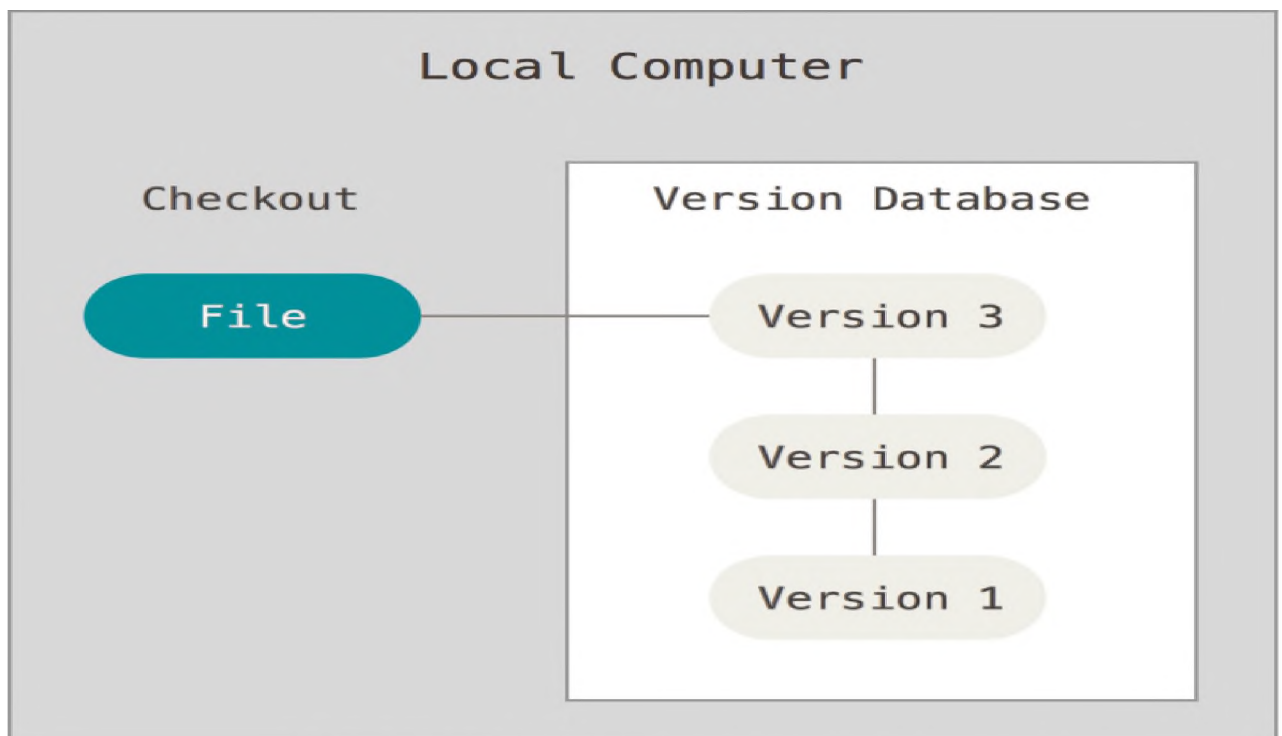 Local Computer
Checkout
Version Database
File
Version 3
Version 2
Version 1